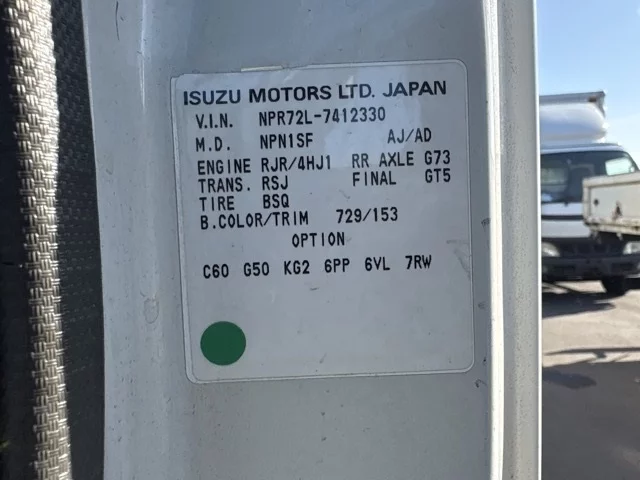 ISUZU MOTORS LTD. JAPAN
V.I.N. NPR72L-7412330
M.D. NPN1SF AJ/AD
ENGINE RJR/4HJ1 RR AXLE G73
TRANS. RSJ FINAL GT5
TIRE BSQ
B.COLOR/TRIM 729/153
OPTION
C60 G50 KG2 6PP 6VL 7RW